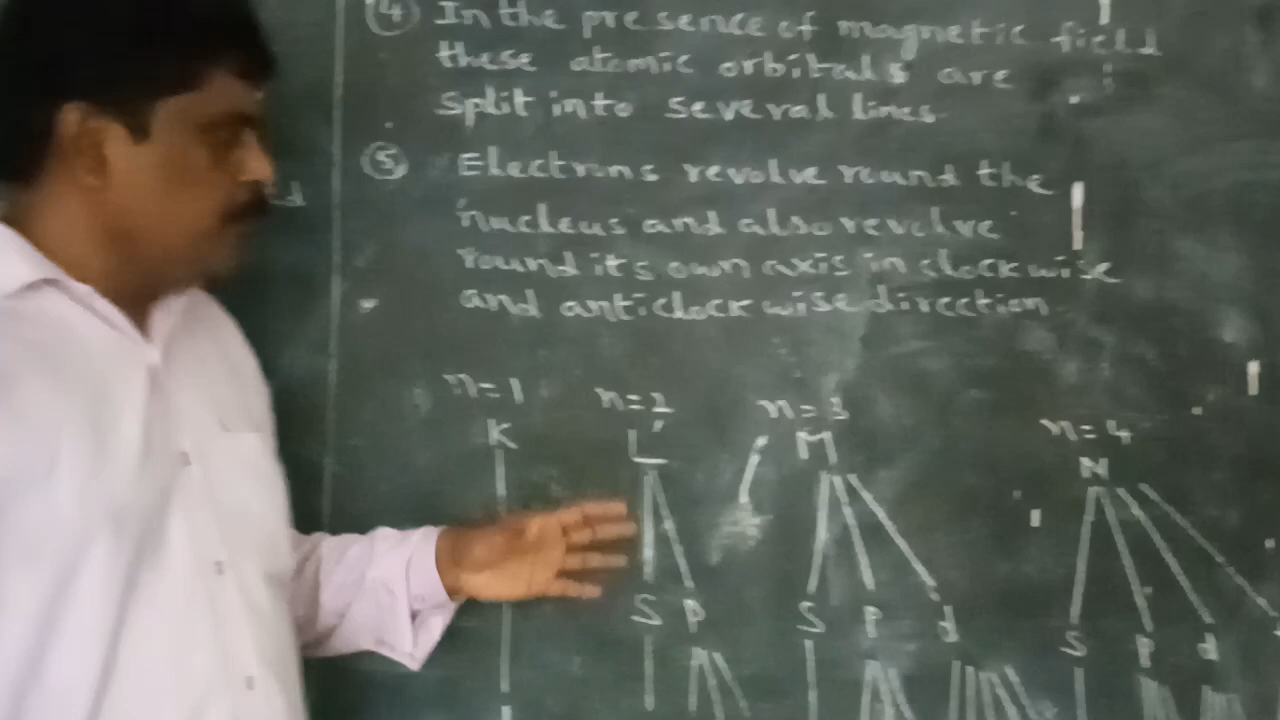 ④ In the presence of magnetic field
these atomic orbitals are
split into several lines
⑤ Electrons revolve round the
nucleus and also revolve
round its own axis in clockwise
and anticlockwise direction
n=1 n=2 n=3 n=4
K L M N
S P S P d S P d